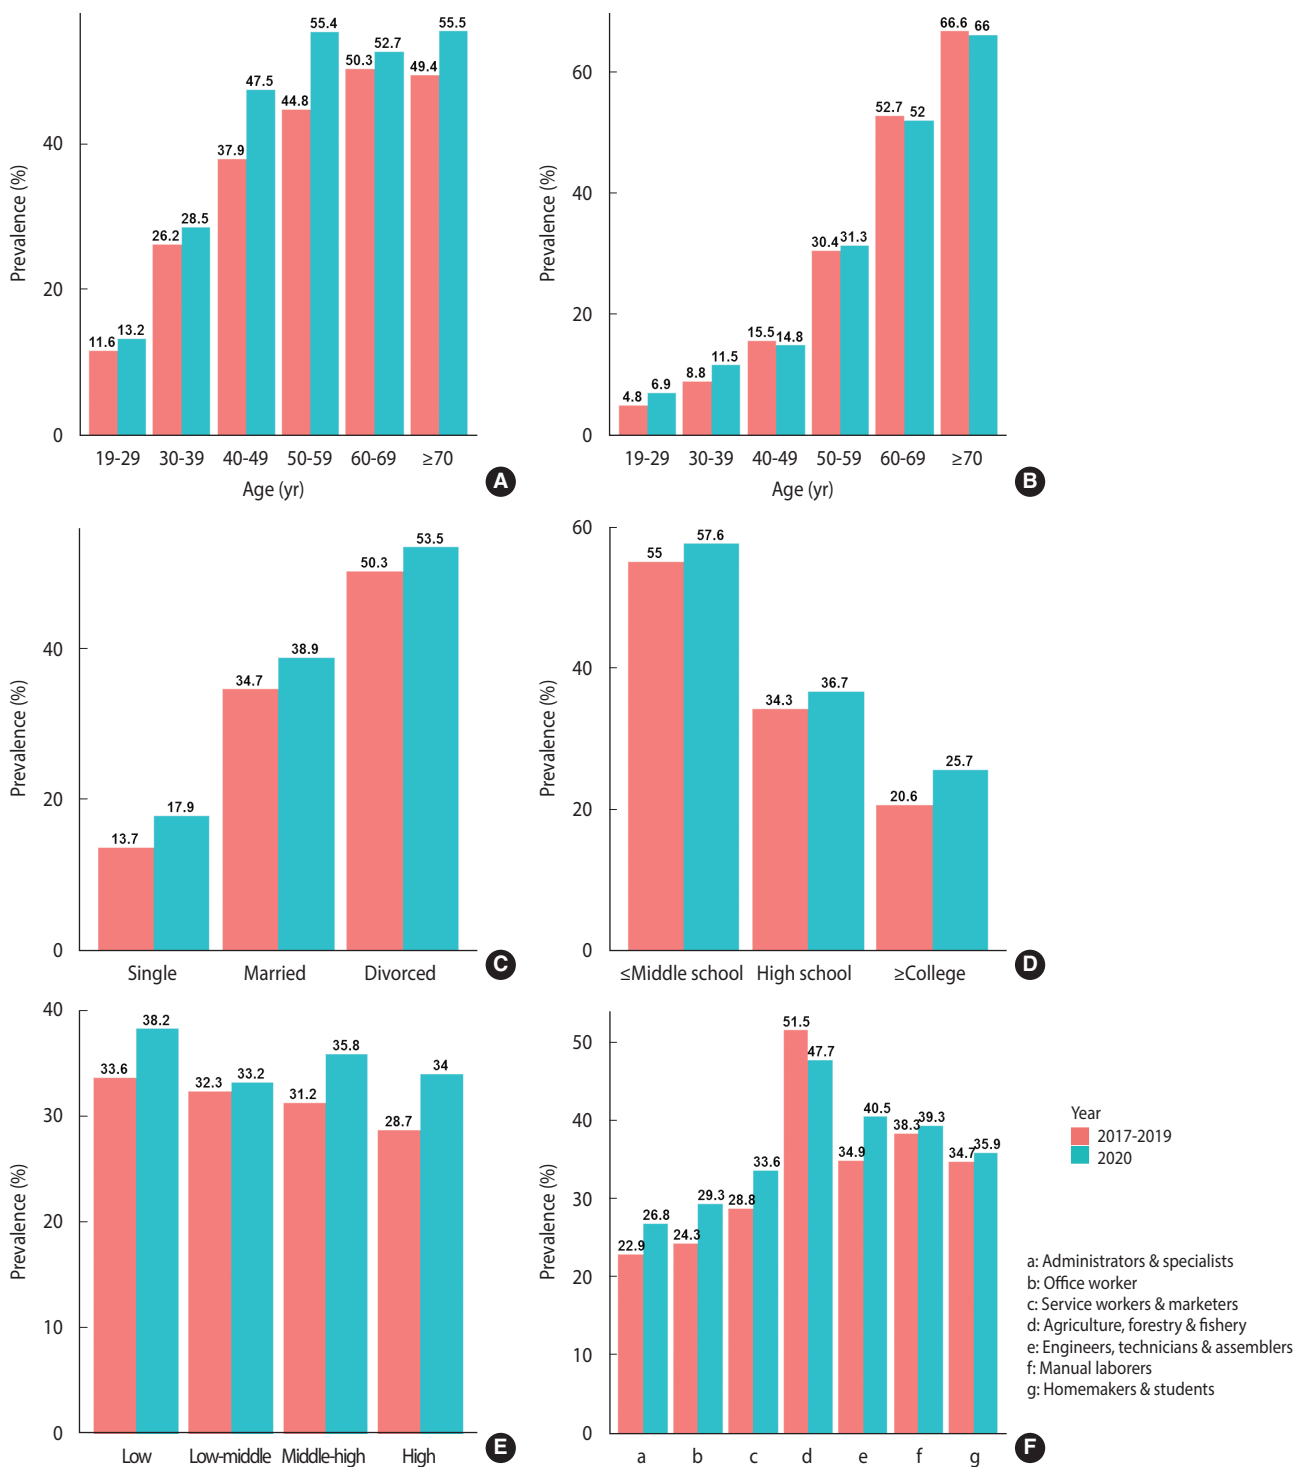 55.4
55.5
52.7
50.3
49.4
47.5
44.8
40
37.9
Prevalence (%)
28.5
26.2
20
13.2
11.6
0
19-29 30-39 40-49 50-59 60-69 ≥70
Age (yr)
A
66.6 66
60
52.7 52
40
Prevalence (%)
30.4 31.3
20
15.5 14.8
11.5
8.8
6.9
4.8
0
19-29 30-39 40-49 50-59 60-69 ≥70
Age (yr)
B
53.5
50.3
40
38.9
34.7
Prevalence (%)
20
17.9
13.7
0
Single Married Divorced
C
60
57.6
55
40
36.7
34.3
Prevalence (%)
25.7
20
20.6
0
≤Middle school High school ≥College
D
40
38.2
35.8
34
33.6
33.2
32.3
31.2
30
28.7
Prevalence (%)
20
10
0
Low Low-middle Middle-high High
E
51.5
50
47.7
40
40.5
39.3
38.3
35.9
34.9
34.7
33.6
30
29.3
28.8
26.8
24.3
22.9
Prevalence (%)
20
10
0
a b c d e f g
F
Year
2017-2019
2020
a: Administrators & specialists
b: Office worker
c: Service workers & marketers
d: Agriculture, forestry & fishery
e: Engineers, technicians & assemblers
f: Manual laborers
g: Homemakers & students